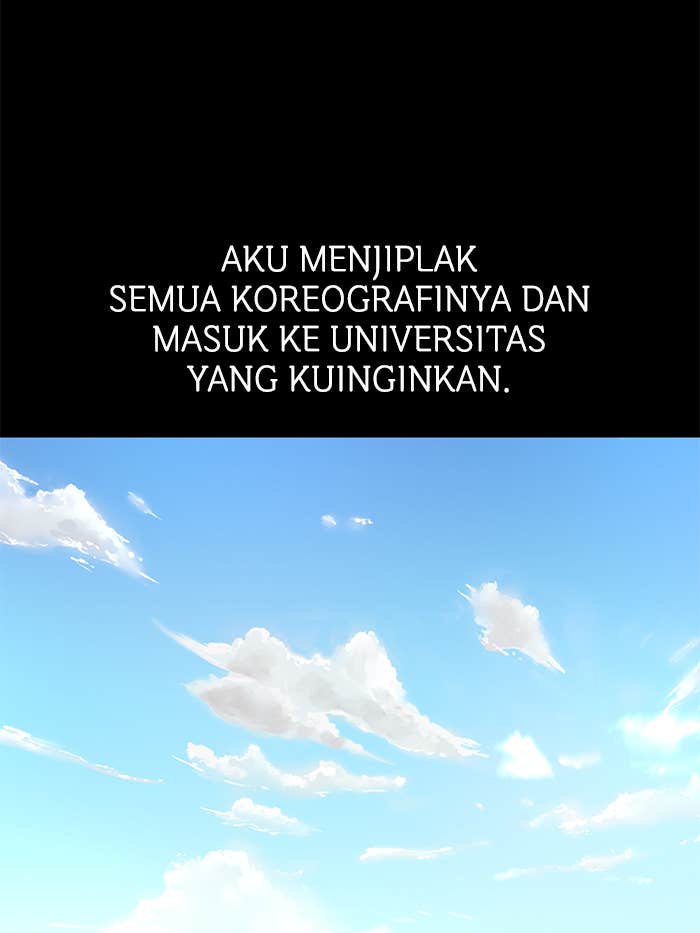 AKU MENJIPLAK
SEMUA KOREOGRAFINYA DAN
MASUK KE UNIVERSITAS
YANG KUINGINKAN.